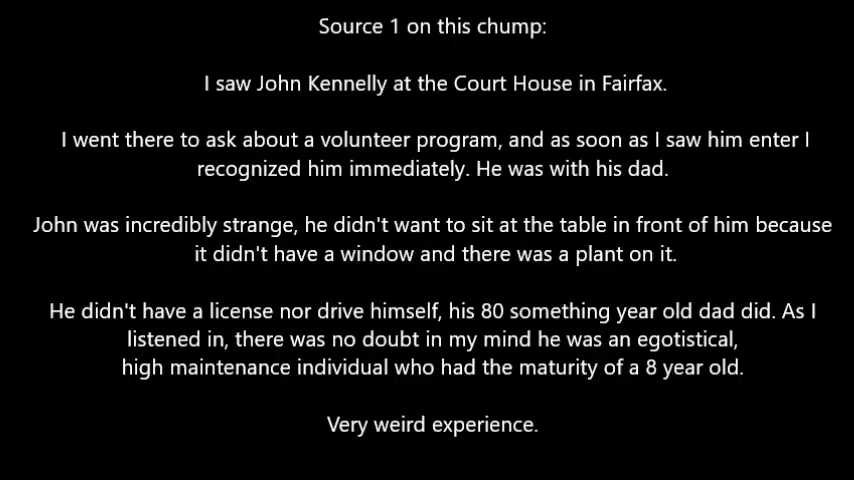 Source 1 on this chump:
I saw John Kennelly at the Court House in Fairfax.
I went there to ask about a volunteer program, and as soon as I saw him enter I
recognized him immediately. He was with his dad.
John was incredibly strange, he didn't want to sit at the table in front of him because
it didn't have a window and there was a plant on it.
He didn't have a license nor drive himself, his 80 something year old dad did. As I
listened in, there was no doubt in my mind he was an egotistical,
high maintenance individual who had the maturity of a 8 year old.
Very weird experience.